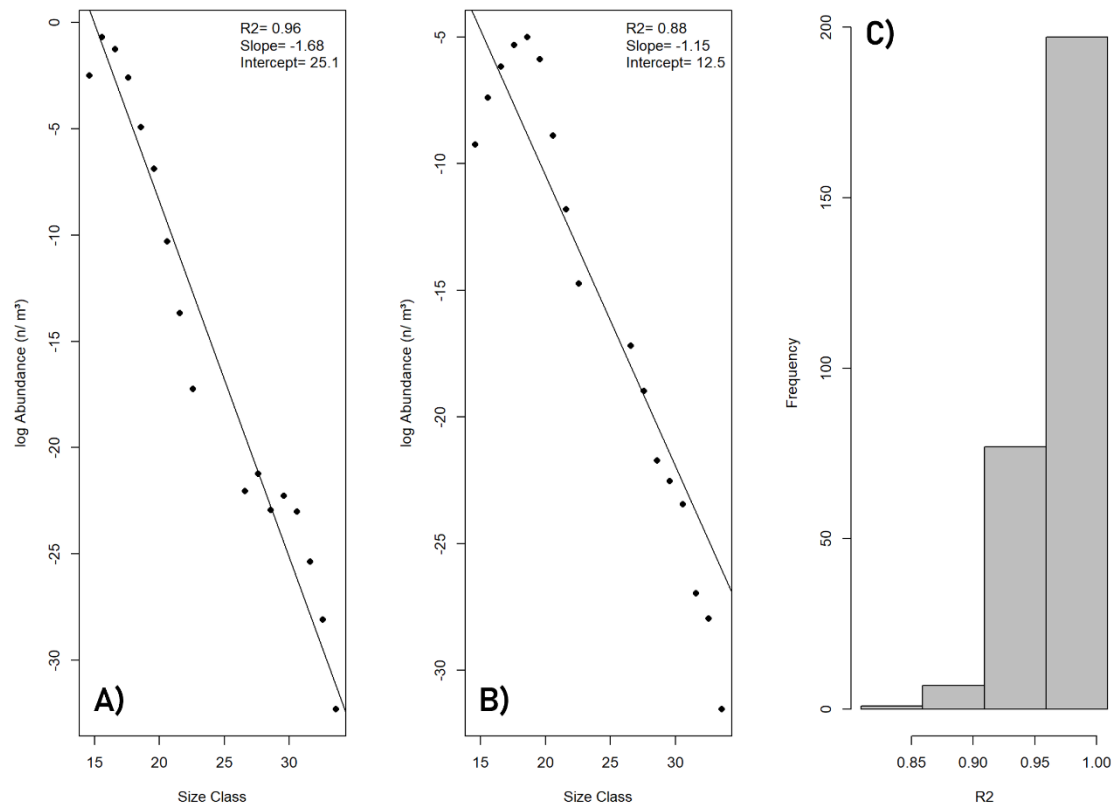 R2= 0.96
Slope= -1.68
Intercept= 25.1
0
-5
-10
-15
-20
-25
-30
log Abundance (n/ m³)
A)
15
20
25
30
Size Class
R2= 0.88
Slope= -1.15
Intercept= 12.5
-5
-10
-15
-20
-25
-30
log Abundance (n/ m³)
B)
15
20
25
30
Size Class
C)
200
150
100
50
0
Frequency
0.85
0.90
0.95
1.00
R2